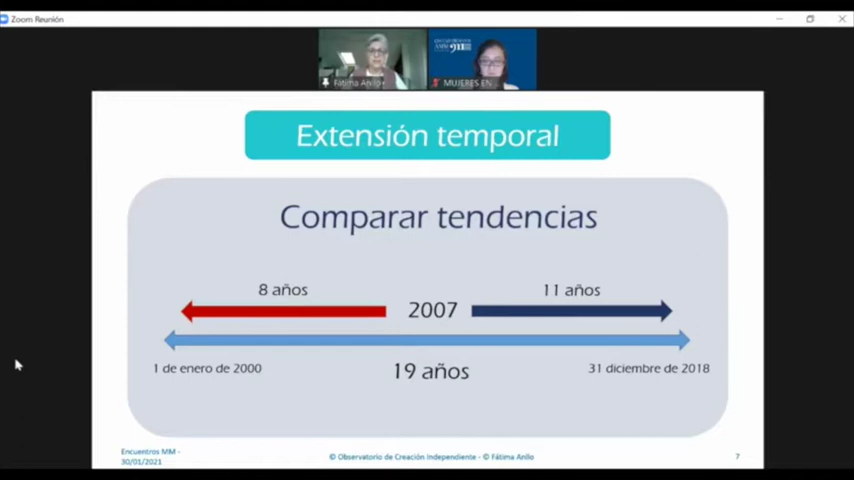 Zoom Reunión
Fátima Anllo
MUJERES EN
Extensión temporal
Comparar tendencias
8 años
2007
11 años
1 de enero de 2000
19 años
31 diciembre de 2018
Encuentros MM -
30/01/2021
© Observatorio de Creación Independiente - © Fátima Anllo
7